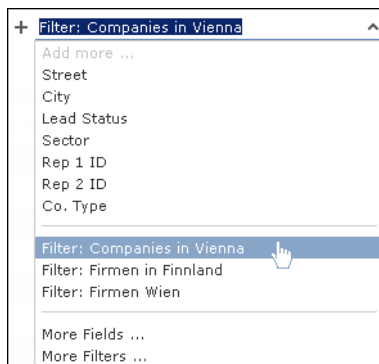 + Filter: Companies in Vienna
Add more ...
Street
City
Lead Status
Sector
Rep 1 ID
Rep 2 ID
Co. Type
Filter: Companies in Vienna
Filter: Firmen in Finnland
Filter: Firmen Wien
More Fields ...
More Filters ...